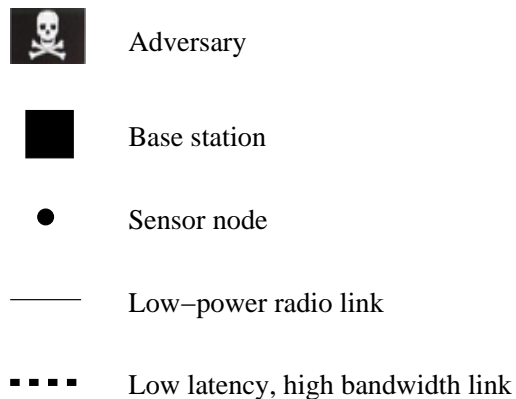 Adversary
Base station
Sensor node
Low−power radio link
Low latency, high bandwidth link